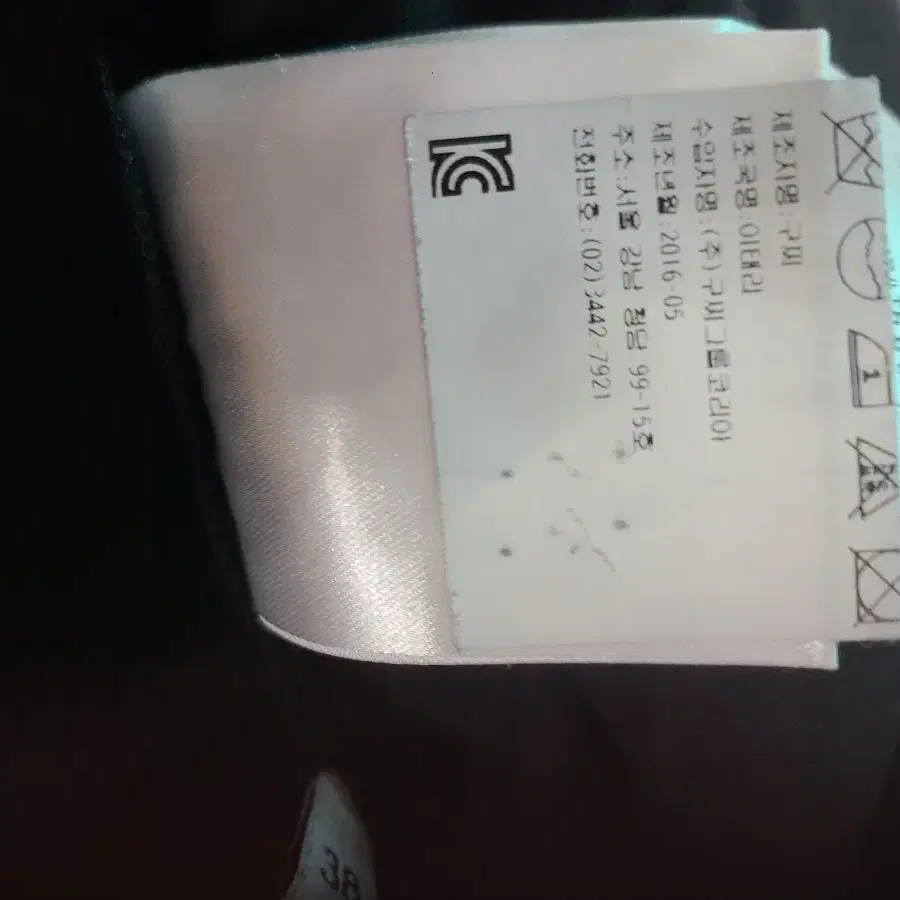 제조사명:구찌
제조국명:이태리
수입자명:(주)구찌그룹코리아
제조년월:2016-05
주소:서울 강남 청담 99-15호
전화번호:(02)3442-7921
38